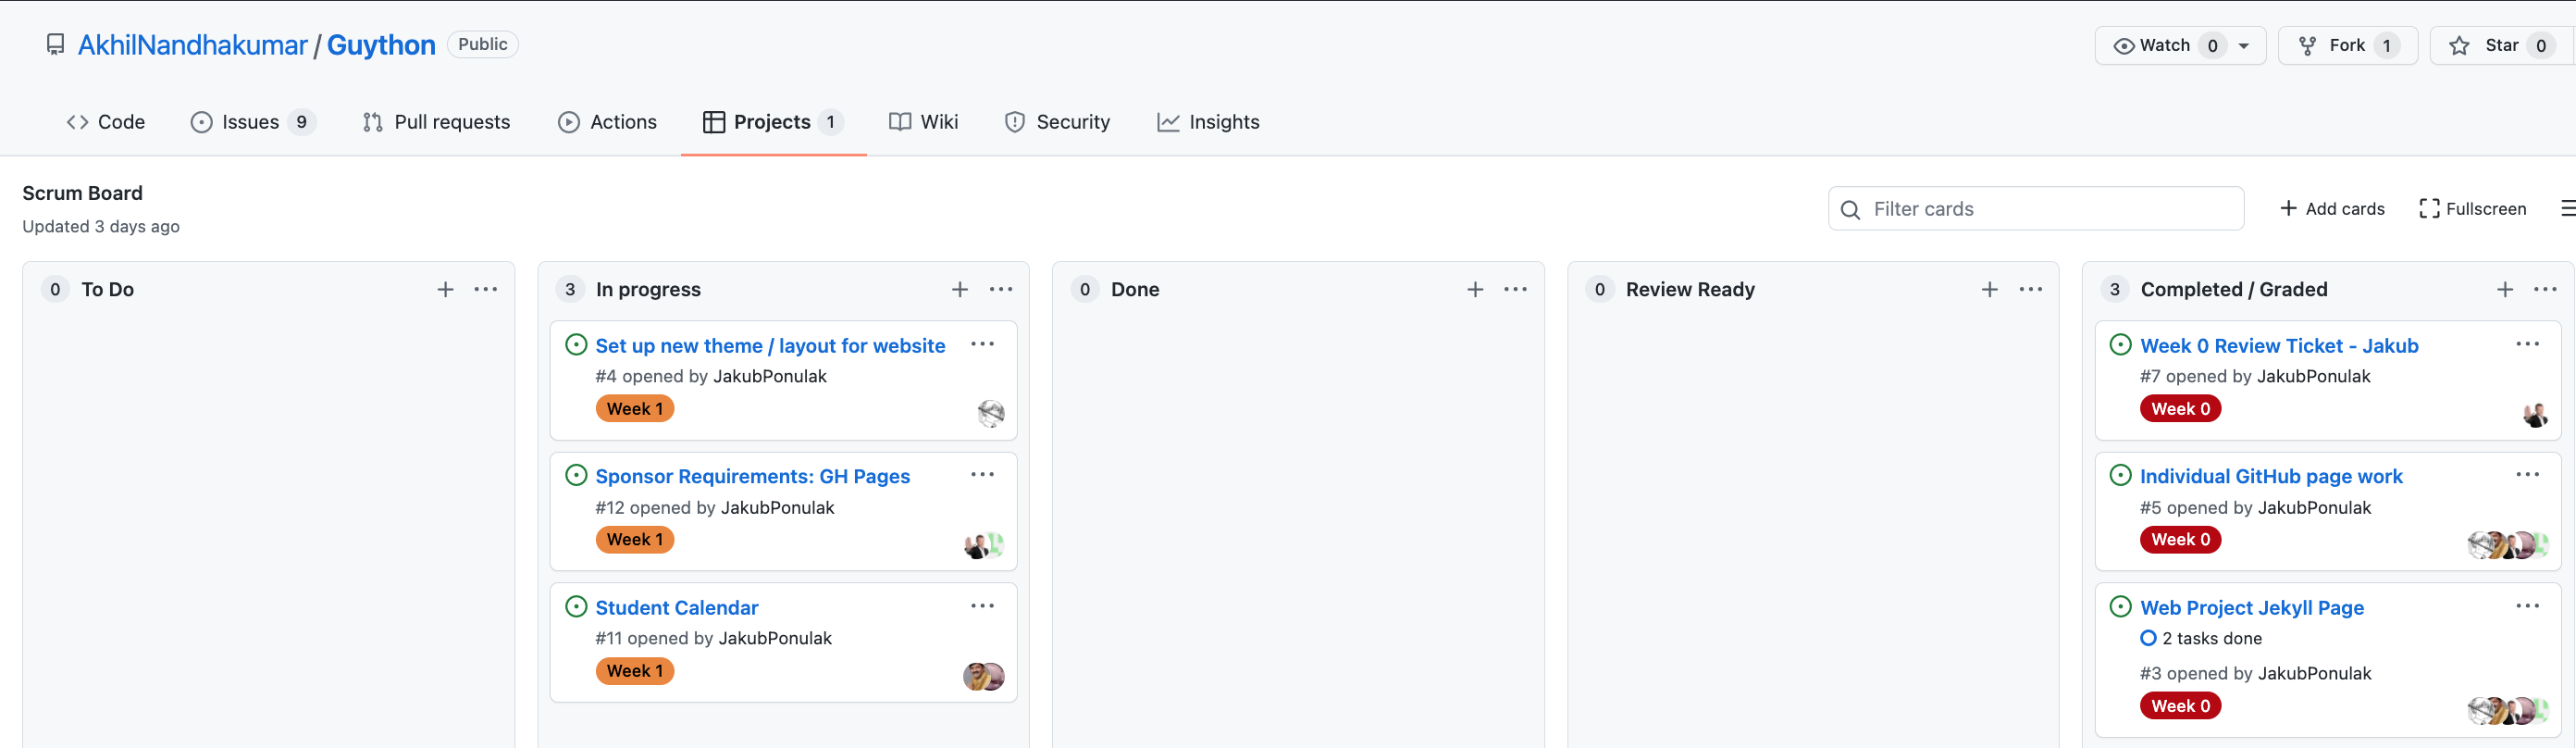 AkhilNandhakumar / Guython Public
Watch 0 Fork 1 Star 0
Code Issues 9 Pull requests Actions Projects 1 Wiki Security Insights
Scrum Board
Updated 3 days ago
Filter cards
+ Add cards Fullscreen
0 To Do + ...
3 In progress + ...
Set up new theme / layout for website ...
#4 opened by JakubPonulak
Week 1
Sponsor Requirements: GH Pages ...
#12 opened by JakubPonulak
Week 1
Student Calendar ...
#11 opened by JakubPonulak
Week 1
0 Done + ...
0 Review Ready + ...
3 Completed / Graded + ...
Week 0 Review Ticket - Jakub ...
#7 opened by JakubPonulak
Week 0
Individual GitHub page work ...
#5 opened by JakubPonulak
Week 0
Web Project Jekyll Page ...
2 tasks done
#3 opened by JakubPonulak
Week 0